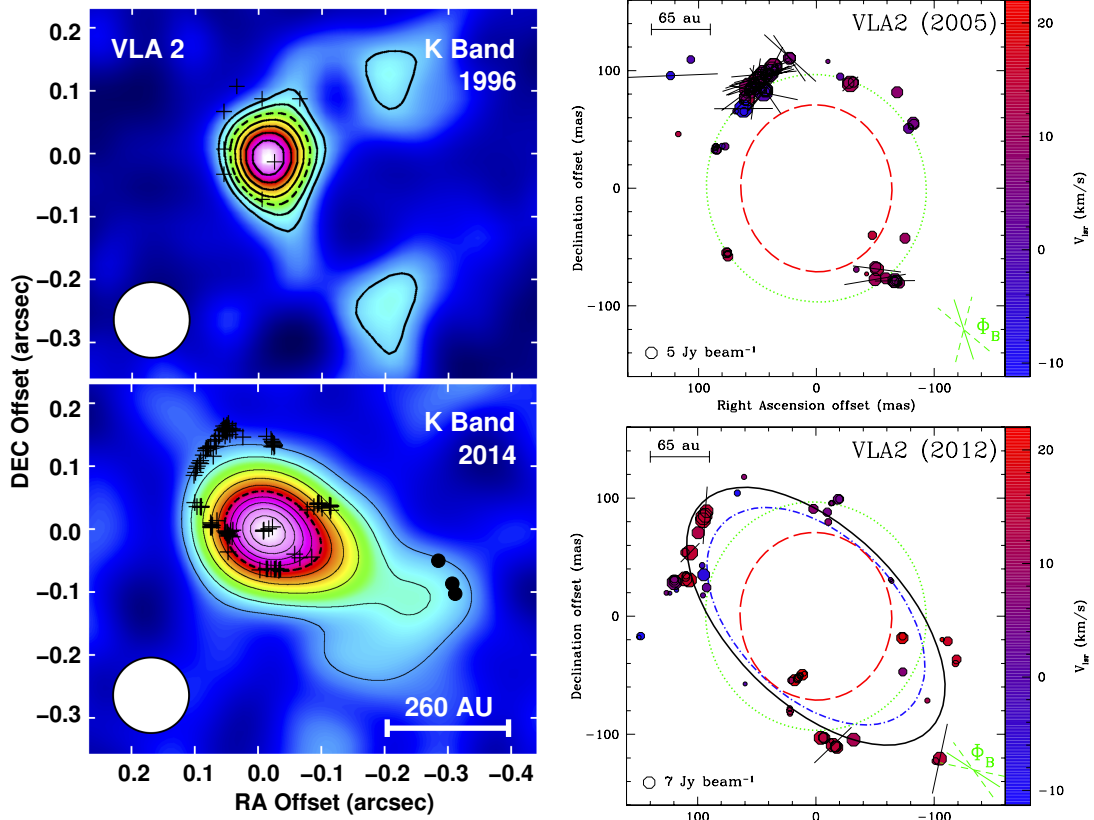 VLA 2
K Band
1996
0.2
0.1
0.0
−0.1
−0.2
−0.3
K Band
2014
0.2
0.1
0.0
−0.1
−0.2
−0.3
260 AU
0.2 0.1 0.0 −0.1 −0.2 −0.3 −0.4
RA Offset (arcsec)
DEC Offset (arcsec)
65 au
VLA2 (2005)
100
0
−100
Declination offset (mas)
Φ_B
5 Jy beam⁻¹
100 0 −100
Right Ascension offset (mas)
20
10
0
−10
V_lsr (km/s)
65 au
VLA2 (2012)
100
0
−100
Declination offset (mas)
Φ_B
7 Jy beam⁻¹
100 0 −100
20
10
0
−10
V_lsr (km/s)